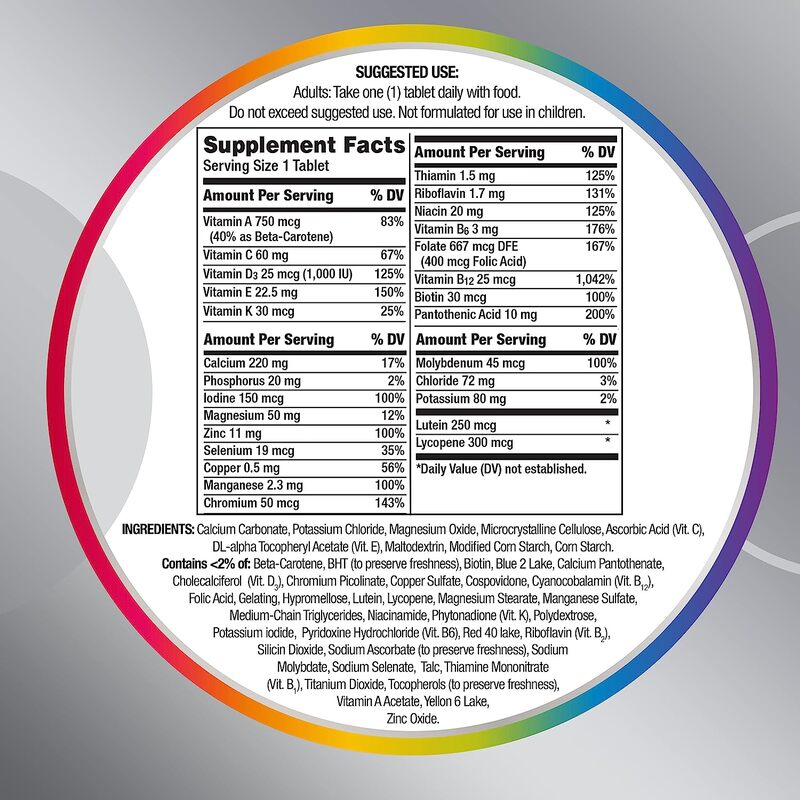 SUGGESTED USE:
Adults: Take one (1) tablet daily with food.
Do not exceed suggested use. Not formulated for use in children.
Supplement Facts
Serving Size 1 Tablet
Amount Per Serving % DV
Vitamin A 750 mcg 83%
(40% as Beta-Carotene)
Vitamin C 60 mg 67%
Vitamin D3 25 mcg (1,000 IU) 125%
Vitamin E 22.5 mg 150%
Vitamin K 30 mcg 25%
Amount Per Serving % DV
Calcium 220 mg 17%
Phosphorus 20 mg 2%
Iodine 150 mcg 100%
Magnesium 50 mg 12%
Zinc 11 mg 100%
Selenium 19 mcg 35%
Copper 0.5 mg 56%
Manganese 2.3 mg 100%
Chromium 50 mcg 143%
Amount Per Serving % DV
Thiamin 1.5 mg 125%
Riboflavin 1.7 mg 131%
Niacin 20 mg 125%
Vitamin B6 3 mg 176%
Folate 667 mcg DFE 167%
(400 mcg Folic Acid)
Vitamin B12 25 mcg 1,042%
Biotin 30 mcg 100%
Pantothenic Acid 10 mg 200%
Amount Per Serving % DV
Molybdenum 45 mcg 100%
Chloride 72 mg 3%
Potassium 80 mg 2%
Lutein 250 mcg *
Lycopene 300 mcg *
*Daily Value (DV) not established.
INGREDIENTS: Calcium Carbonate, Potassium Chloride, Magnesium Oxide, Microcrystalline Cellulose, Ascorbic Acid (Vit. C),
DL-alpha Tocopheryl Acetate (Vit. E), Maltodextrin, Modified Corn Starch, Corn Starch.
Contains <2% of: Beta-Carotene, BHT (to preserve freshness), Biotin, Blue 2 Lake, Calcium Pantothenate,
Cholecalciferol (Vit. D3), Chromium Picolinate, Copper Sulfate, Cospovidone, Cyanocobalamin (Vit. B12),
Folic Acid, Gelating, Hypromellose, Lutein, Lycopene, Magnesium Stearate, Manganese Sulfate,
Medium-Chain Triglycerides, Niacinamide, Phytonadione (Vit. K), Polydextrose,
Potassium iodide, Pyridoxine Hydrochloride (Vit. B6), Red 40 lake, Riboflavin (Vit. B2),
Silicin Dioxide, Sodium Ascorbate (to preserve freshness), Sodium
Molybdate, Sodium Selenate, Talc, Thiamine Mononitrate
(Vit. B1), Titanium Dioxide, Tocopherols (to preserve freshness),
Vitamin A Acetate, Yellon 6 Lake,
Zinc Oxide.